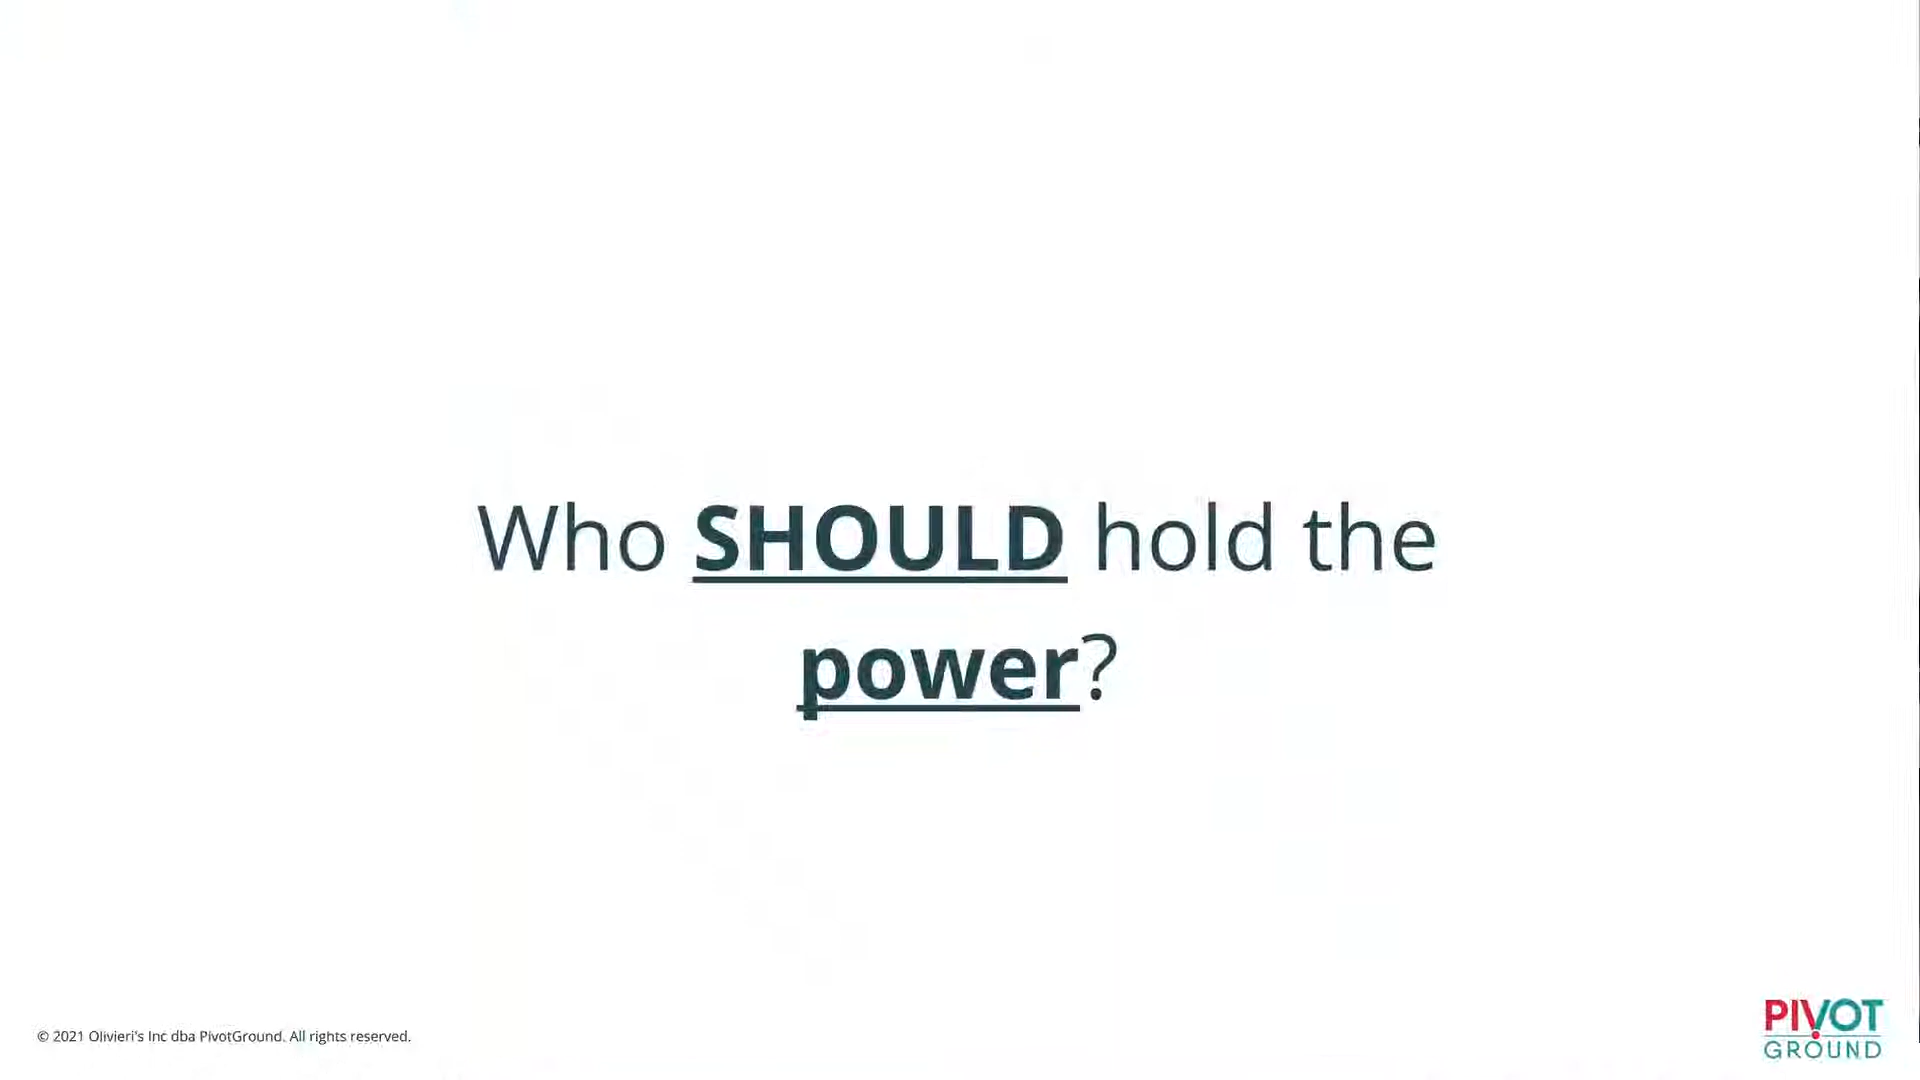 Who SHOULD hold the
power?
© 2021 Olivieri's Inc dba PivotGround. All rights reserved.
PIVOT
GROUND